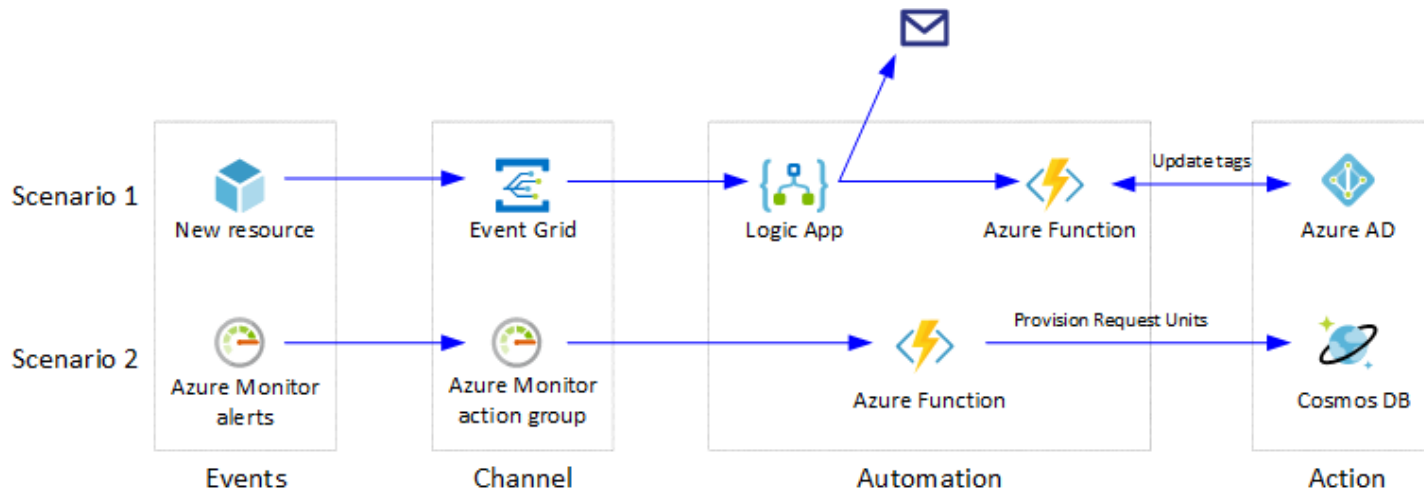 Scenario 1
New resource
Event Grid
Logic App
Azure Function
Update tags
Azure AD
Scenario 2
Azure Monitor
alerts
Azure Monitor
action group
Azure Function
Provision Request Units
Cosmos DB
Events
Channel
Automation
Action